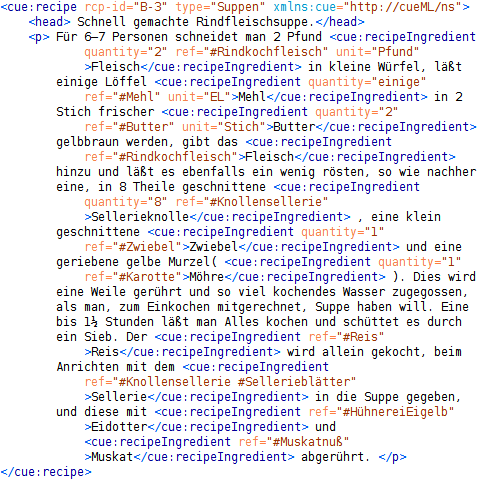 <cue:recipe rcp-id="B-3" type="Suppen" xmlns:cue="http://cueML/ns">
<head> Schnell gemachte Rindfleischsuppe.</head>
<p> Für 6–7 Personen schneidet man 2 Pfund <cue:recipeIngredient
quantity="2" ref="#Rindkochfleisch" unit="Pfund"
>Fleisch</cue:recipeIngredient> in kleine Würfel, läßt
einige Löffel <cue:recipeIngredient quantity="einige"
ref="#Mehl" unit="EL">Mehl</cue:recipeIngredient> in 2
Stich frischer <cue:recipeIngredient quantity="2"
ref="#Butter" unit="Stich">Butter</cue:recipeIngredient>
gelbbraun werden, gibt das <cue:recipeIngredient
ref="#Rindkochfleisch">Fleisch</cue:recipeIngredient>
hinzu und läßt es ebenfalls ein wenig rösten, so wie nachher
eine, in 8 Theile geschnittene <cue:recipeIngredient
quantity="8" ref="#Knollensellerie"
>Sellerieknolle</cue:recipeIngredient> , eine klein
geschnittene <cue:recipeIngredient quantity="1"
ref="#Zwiebel">Zwiebel</cue:recipeIngredient> und eine
geriebene gelbe Murzel( <cue:recipeIngredient quantity="1"
ref="#Karotte">Möhre</cue:recipeIngredient> ). Dies wird
eine Weile gerührt und so viel kochendes Wasser zugegossen,
als man, zum Einkochen mitgerechnet, Suppe haben will. Eine
bis 1½ Stunden läßt man Alles kochen und schüttet es durch
ein Sieb. Der <cue:recipeIngredient ref="#Reis"
>Reis</cue:recipeIngredient> wird allein gekocht, beim
Anrichten mit dem <cue:recipeIngredient
ref="#Knollensellerie #Sellerieblätter"
>Sellerie</cue:recipeIngredient> in die Suppe gegeben,
und diese mit <cue:recipeIngredient ref="#HühnereiEigelb"
>Eidotter</cue:recipeIngredient> und
<cue:recipeIngredient ref="#Muskatnuß"
>Muskat</cue:recipeIngredient> abgerührt. </p>
</cue:recipe>